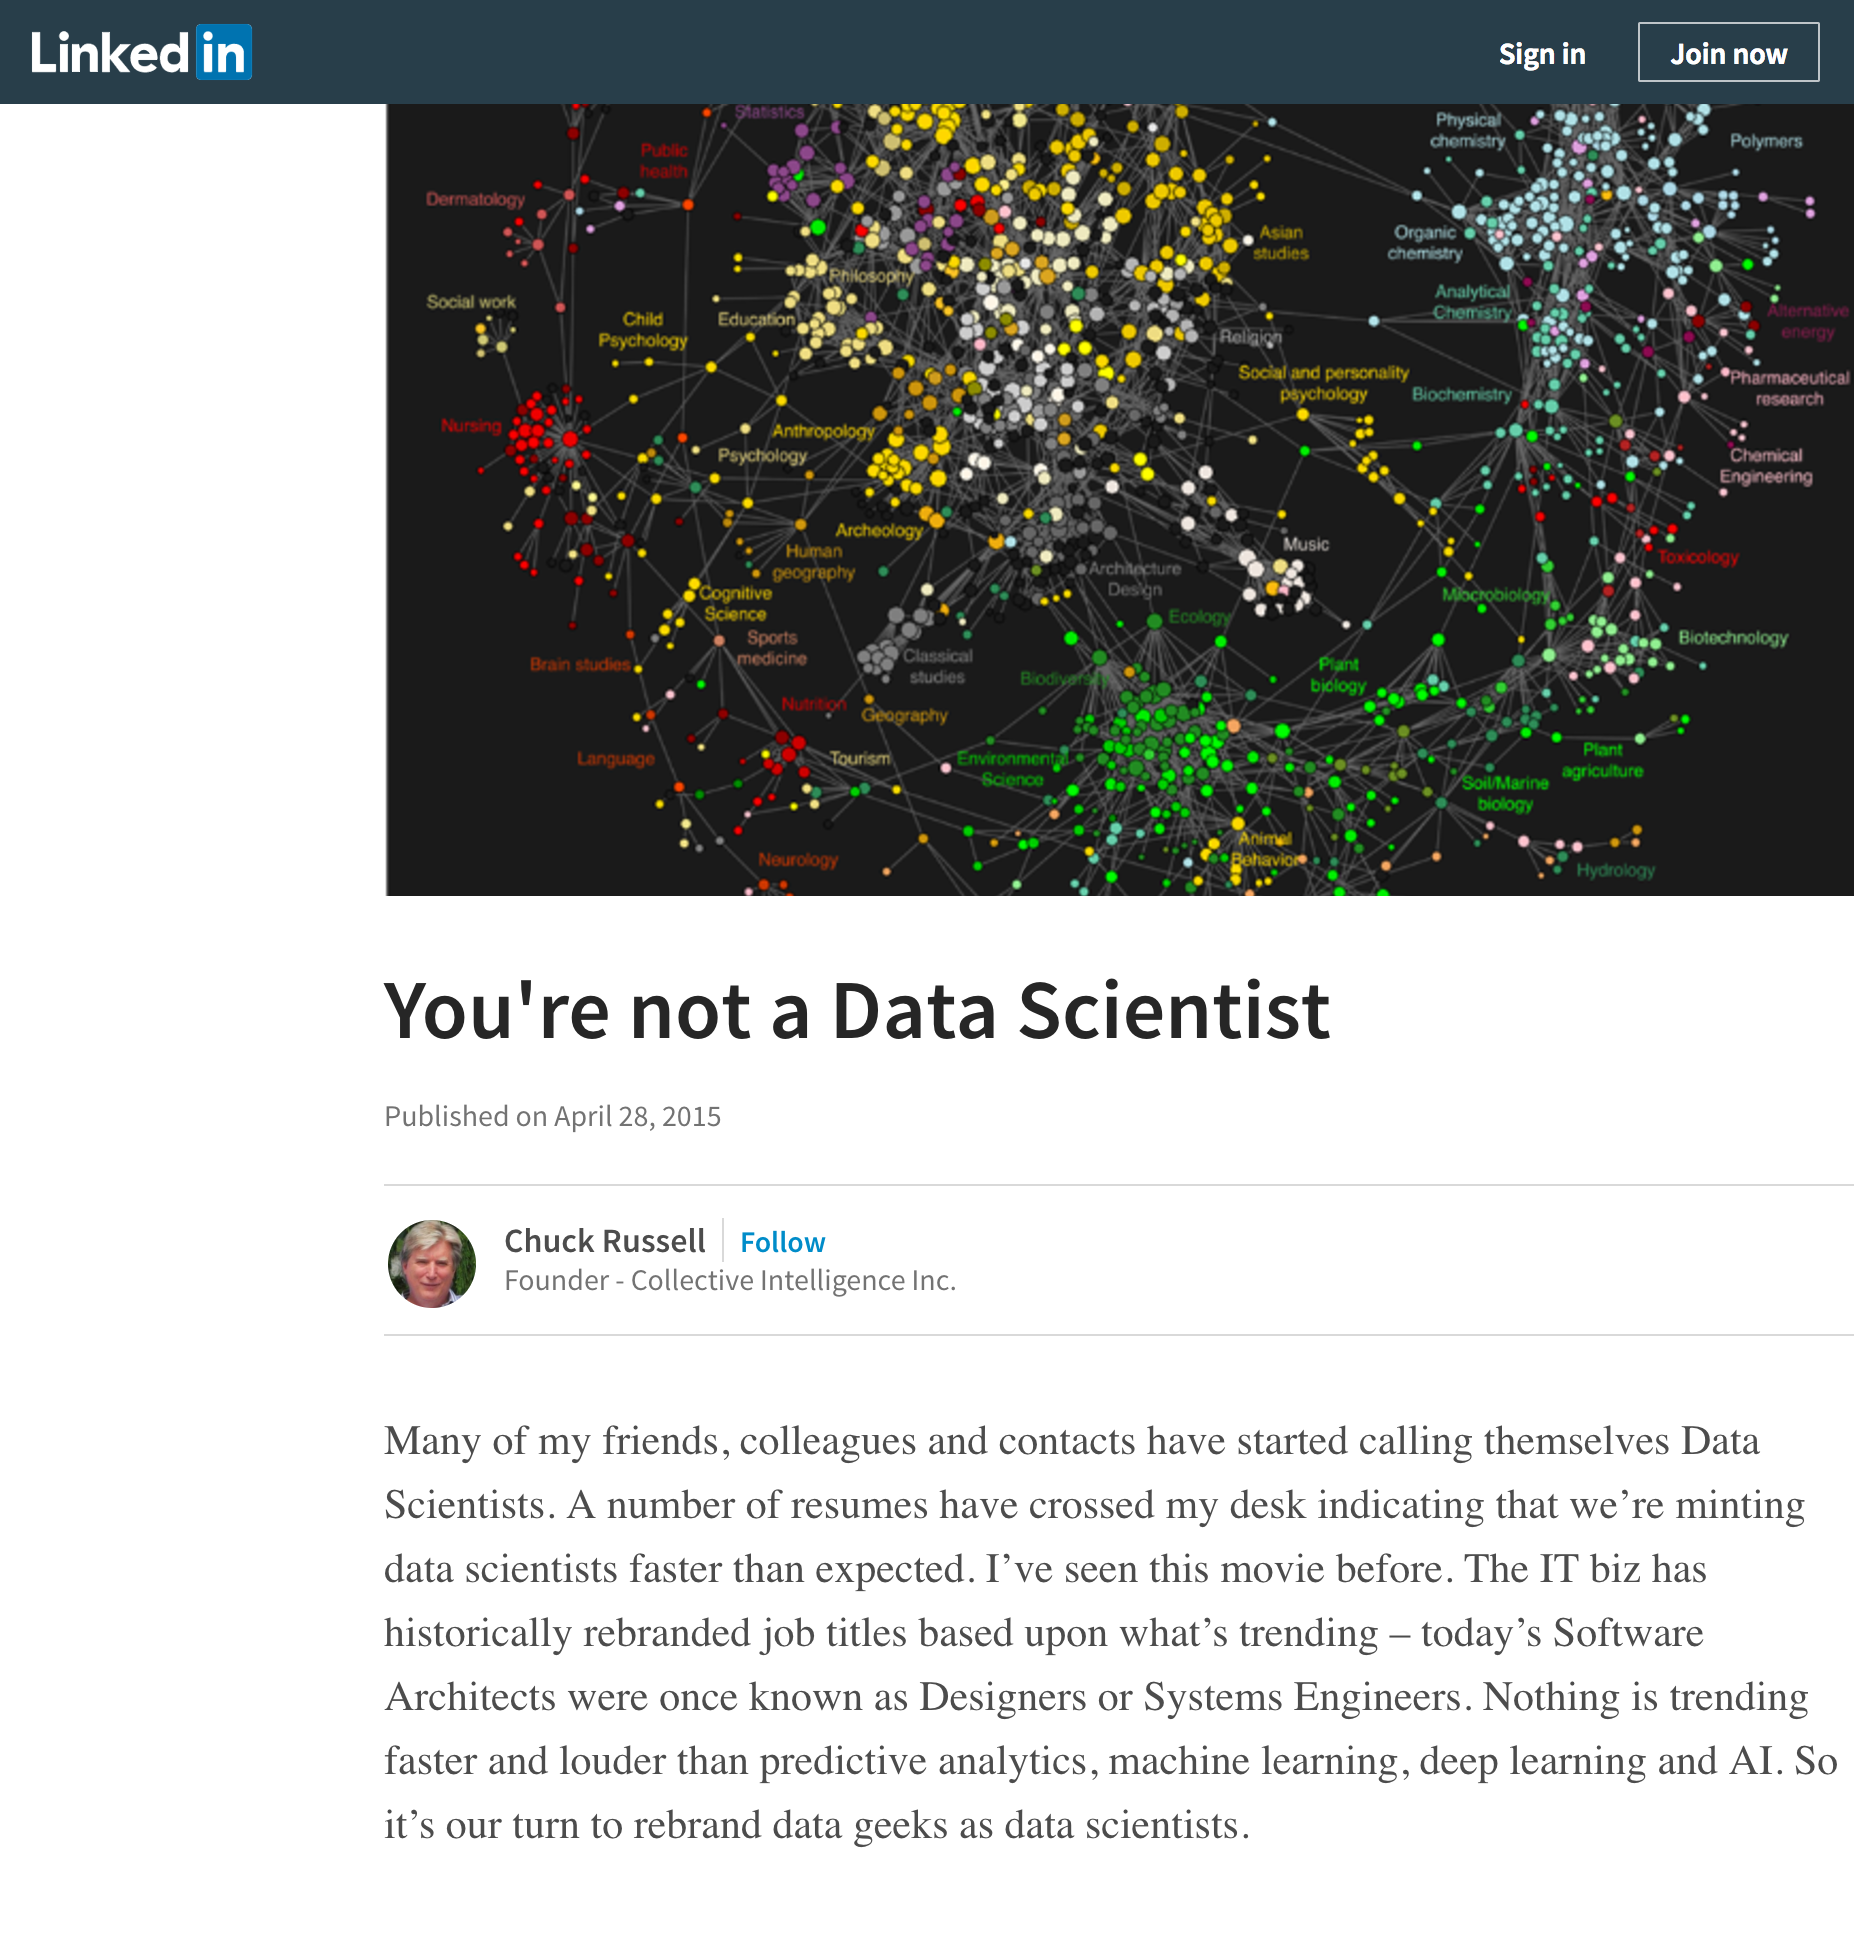 Linked in
Sign in
Join now
Statistics
Physical
chemistry
Polymers
Public
health
Dermatology
Asian
studies
Organic
chemistry
Philosophy
Social work
Child
Psychology
Education
Analytical
Chemistry
Alternative
energy
Religion
Social and personality
psychology
Biochemistry
Pharmaceutical
research
Nursing
Anthropology
Psychology
Chemical
Engineering
Archeology
Human
geography
Music
Toxicology
Architecture
Design
Cognitive
Science
Miocrobiology
Ecology
Sports
medicine
Biotechnology
Brain studies
Classical
studies
Biodiversity
Plant
biology
Nutrition
Geography
Language
Tourism
Environmental
Science
Plant
agriculture
Soil/Marine
biology
Neurology
Animal
Behavior
Hydrology
You're not a Data Scientist
Published on April 28, 2015
Chuck Russell
Follow
Founder - Collective Intelligence Inc.
Many of my friends, colleagues and contacts have started calling themselves Data
Scientists. A number of resumes have crossed my desk indicating that we’re minting
data scientists faster than expected. I’ve seen this movie before. The IT biz has
historically rebranded job titles based upon what’s trending – today’s Software
Architects were once known as Designers or Systems Engineers. Nothing is trending
faster and louder than predictive analytics, machine learning, deep learning and AI. So
it’s our turn to rebrand data geeks as data scientists.